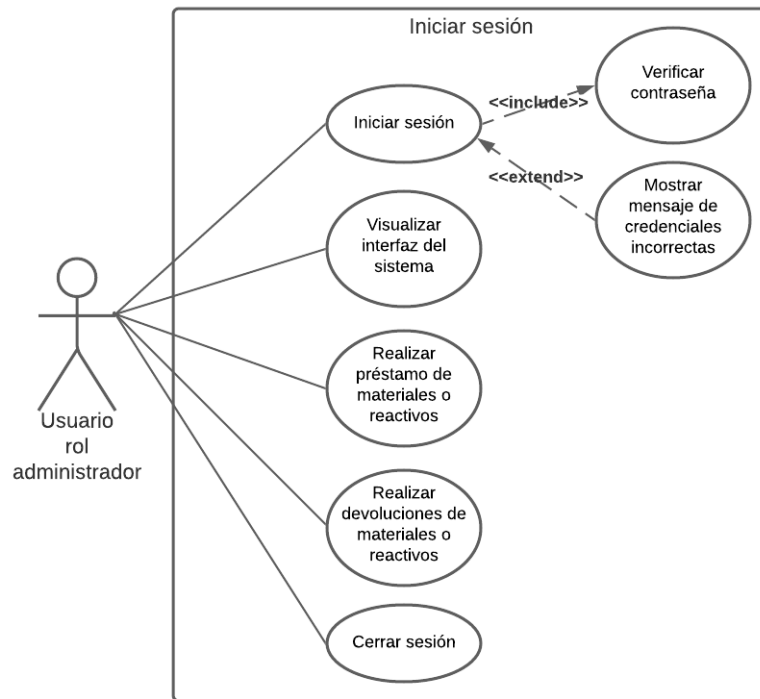 Iniciar sesión
Verificar
contraseña
<<include>>
Iniciar sesión
<<extend>>
Mostrar
mensaje de
credenciales
incorrectas
Visualizar
interfaz del
sistema
Realizar
préstamo de
materiales o
reactivos
Usuario
rol
administrador
Realizar
devoluciones de
materiales o
reactivos
Cerrar sesión